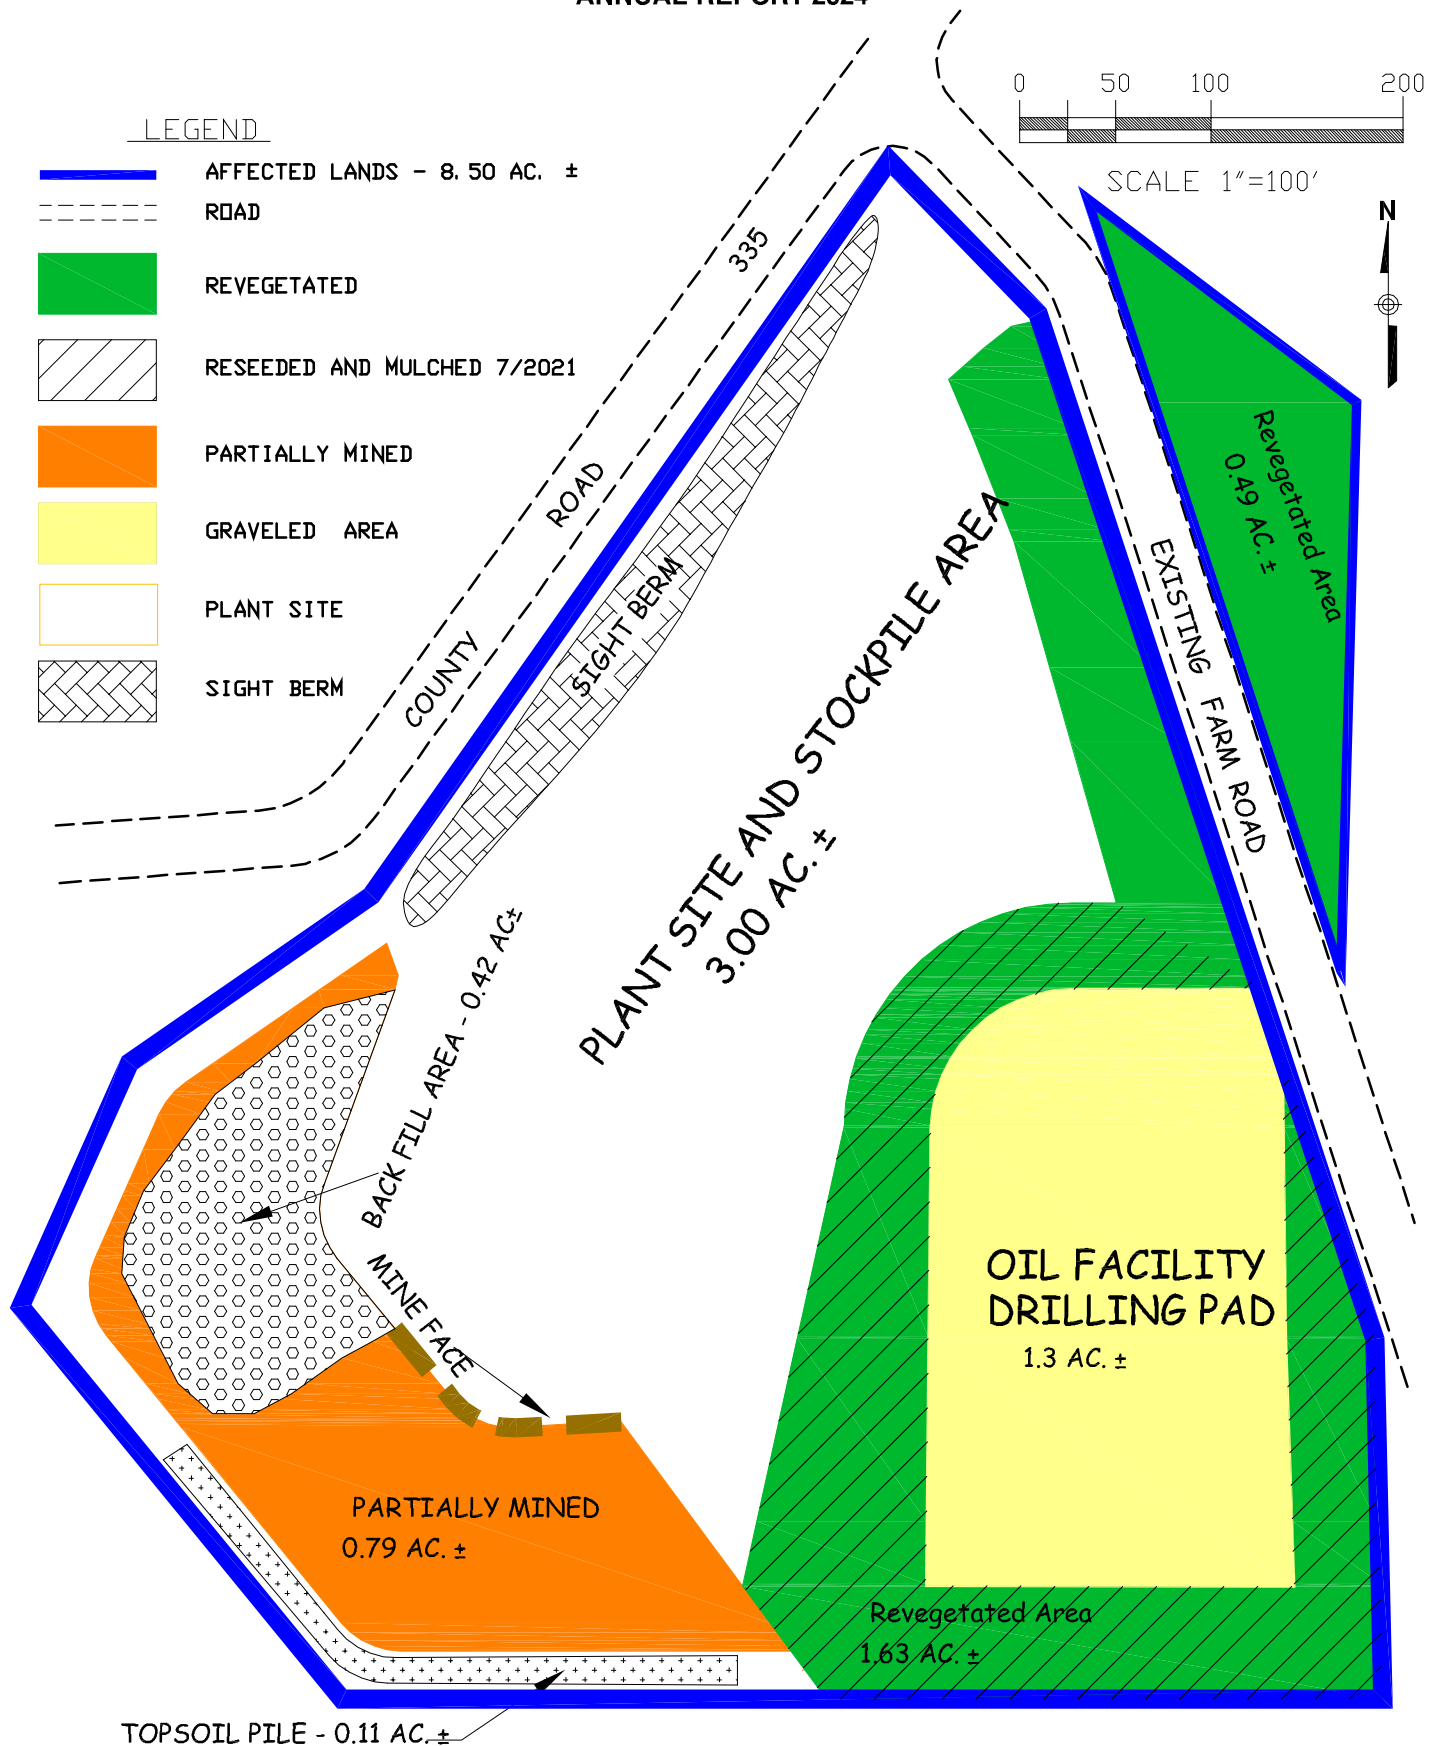 ANNUAL REPORT 2024
0 50 100 200
SCALE 1"=100'
N
LEGEND
AFFECTED LANDS - 8.50 AC. ±
ROAD
REVEGETATED
RESEEDED AND MULCHED 7/2021
PARTIALLY MINED
GRAVELED AREA
PLANT SITE
SIGHT BERM
COUNTY ROAD 335
SIGHT BERM
PLANT SITE AND STOCKPILE AREA
3.00 AC. ±
Revegetated Area
0.49 AC. ±
EXISTING FARM ROAD
BACK FILL AREA - 0.42 AC±
MINE FACE
OIL FACILITY
DRILLING PAD
1.3 AC. ±
PARTIALLY MINED
0.79 AC. ±
Revegetated Area
1.63 AC. ±
TOPSOIL PILE - 0.11 AC. ±